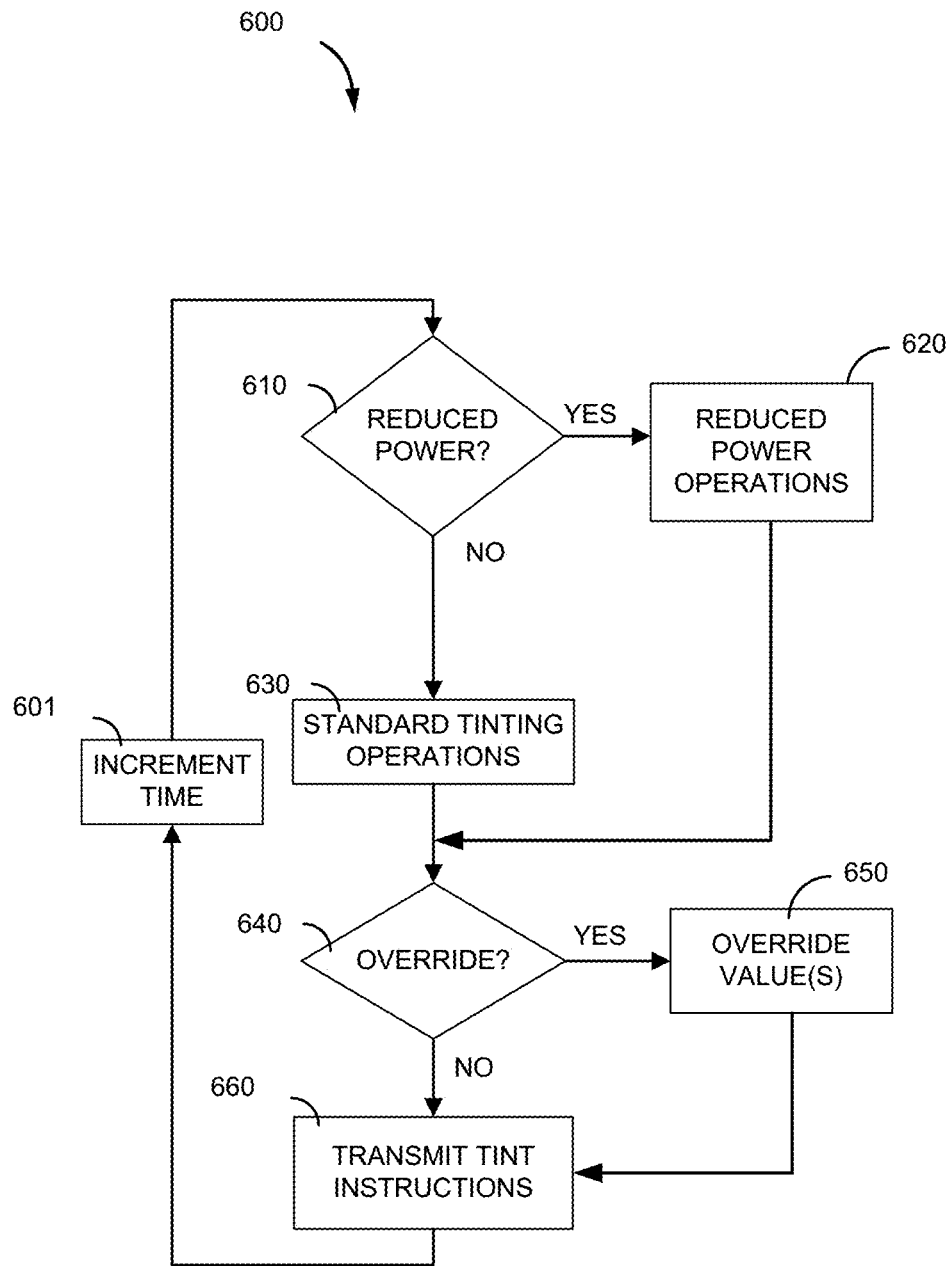 600
610
REDUCED
POWER?
YES
620
REDUCED
POWER
OPERATIONS
NO
601
INCREMENT
TIME
630
STANDARD TINTING
OPERATIONS
640
OVERRIDE?
YES
650
OVERRIDE
VALUE(S)
NO
660
TRANSMIT TINT
INSTRUCTIONS